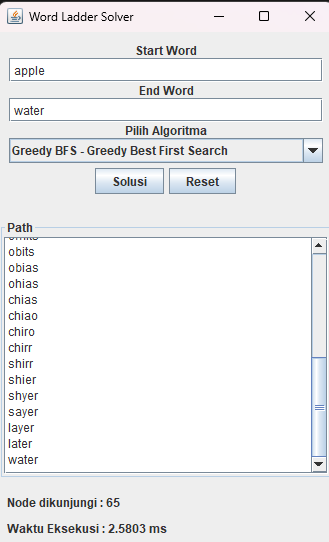 Word Ladder Solver
Start Word
apple
End Word
water
Pilih Algoritma
Greedy BFS - Greedy Best First Search
Solusi Reset
Path
obits
obias
ohias
chias
chiao
chiro
chirr
shirr
shier
shyer
sayer
layer
later
water
Node dikunjungi : 65
Waktu Eksekusi : 2.5803 ms